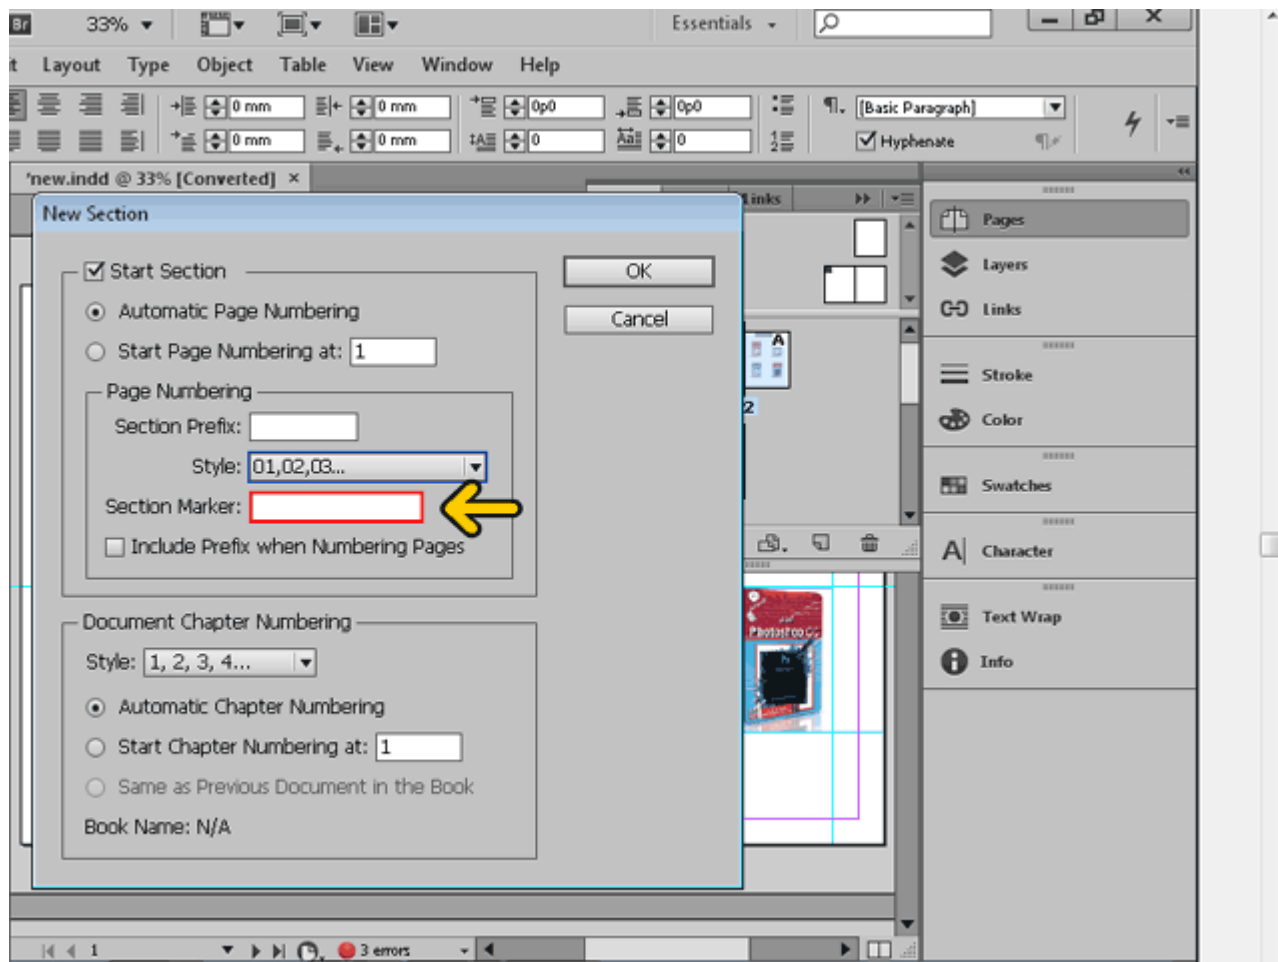 Br 33% Essentials
t Layout Type Object Table View Window Help
0 mm 0 mm 0p0 0p0 [Basic Paragraph]
0 mm 0 mm 0 0 Hyphenate
*new.indd @ 33% [Converted] ×
New Section
Links
Start Section
OK
Automatic Page Numbering
Cancel
Start Page Numbering at: 1
Page Numbering
Section Prefix:
Style: 01,02,03...
Section Marker:
Include Prefix when Numbering Pages
Document Chapter Numbering
Style: 1, 2, 3, 4...
Automatic Chapter Numbering
Start Chapter Numbering at: 1
Same as Previous Document in the Book
Book Name: N/A
A
2
Photoshop CC
Pages
Layers
Links
Stroke
Color
Swatches
A Character
Text Wrap
Info
1 3 errors